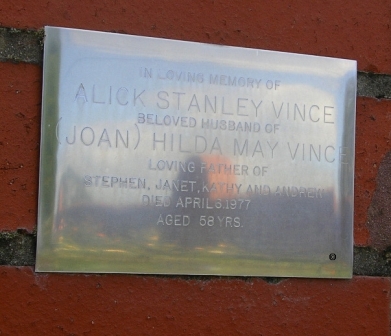 IN LOVING MEMORY OF
ALICK STANLEY VINCE
BELOVED HUSBAND OF
(JOAN) HILDA MAY VINCE
LOVING FATHER OF
STEPHEN, JANET, KATHY AND ANDREW
DIED APRIL 6, 1977
AGED 58 YRS.